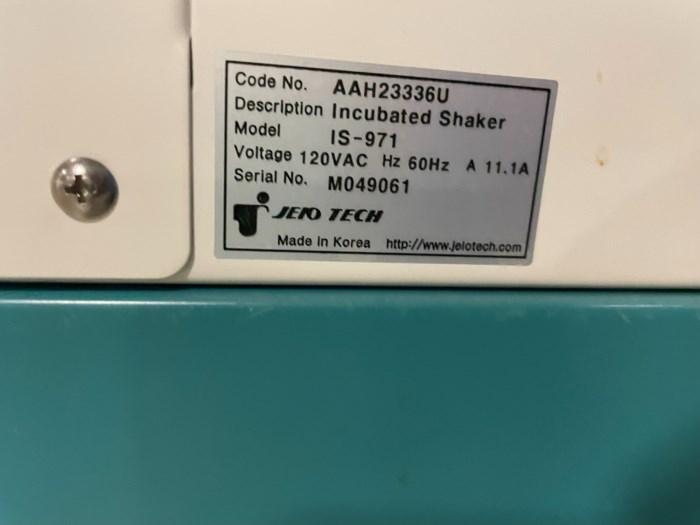 Code No. AAH23336U
Description Incubated Shaker
Model IS-971
Voltage 120VAC Hz 60Hz A 11.1A
Serial No. M049061
JEIO TECH
Made in Korea http://www.jeiotech.com